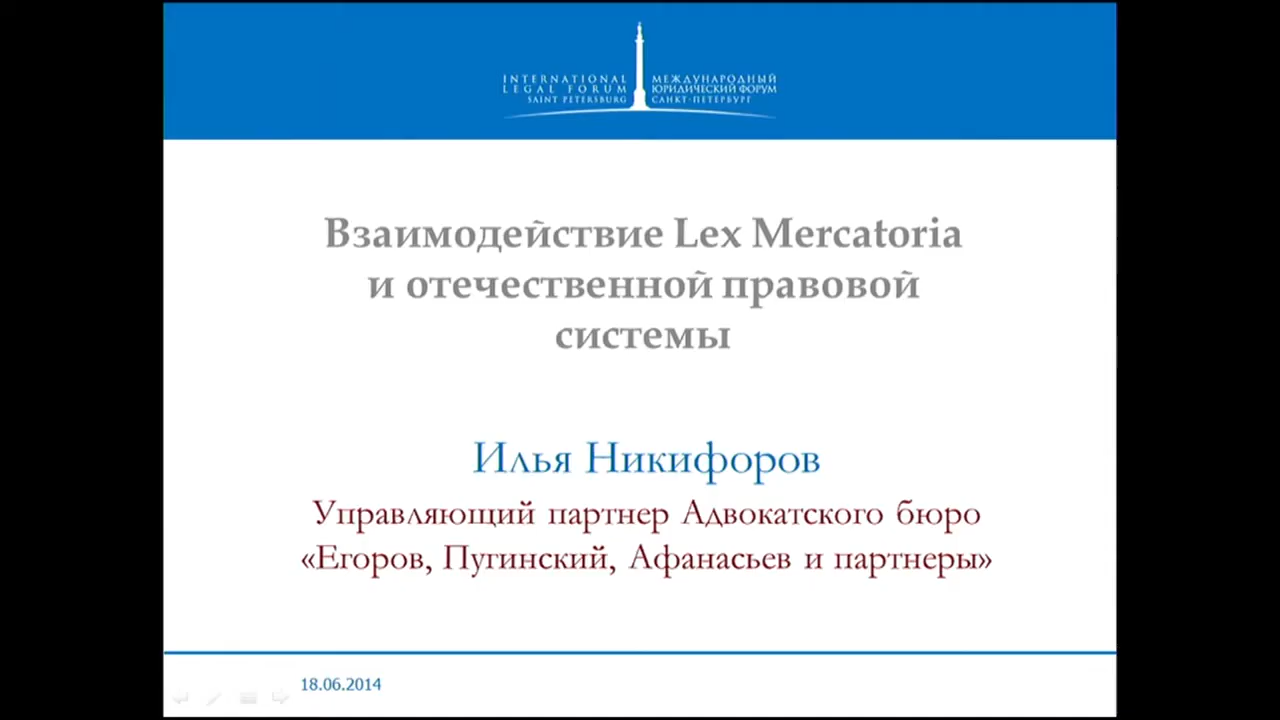 INTERNATIONAL
LEGAL FORUM
SAINT PETERSBURG
МЕЖДУНАРОДНЫЙ
ЮРИДИЧЕСКИЙ ФОРУМ
САНКТ-ПЕТЕРБУРГ
Взаимодействие Lex Mercatoria
и отечественной правовой
системы
Илья Никифоров
Управляющий партнер Адвокатского бюро
«Егоров, Пугинский, Афанасьев и партнеры»
18.06.2014